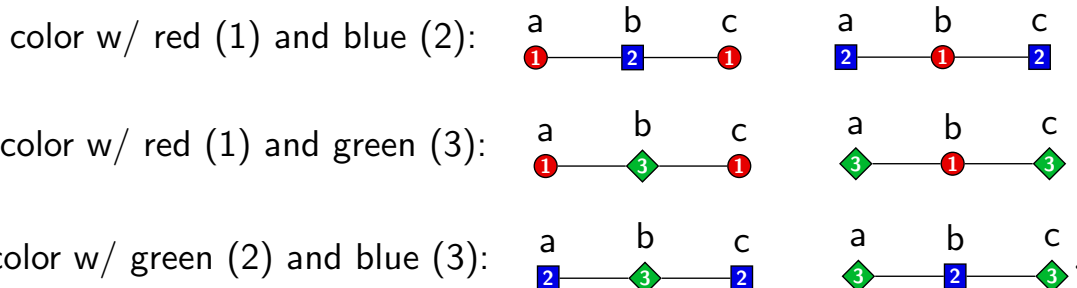 color w/ red (1) and blue (2):
a b c a b c
1 2 1 2 1 2
color w/ red (1) and green (3):
a b c a b c
1 3 1 3 1 3
color w/ green (2) and blue (3):
a b c a b c
2 3 2 3 2 3.